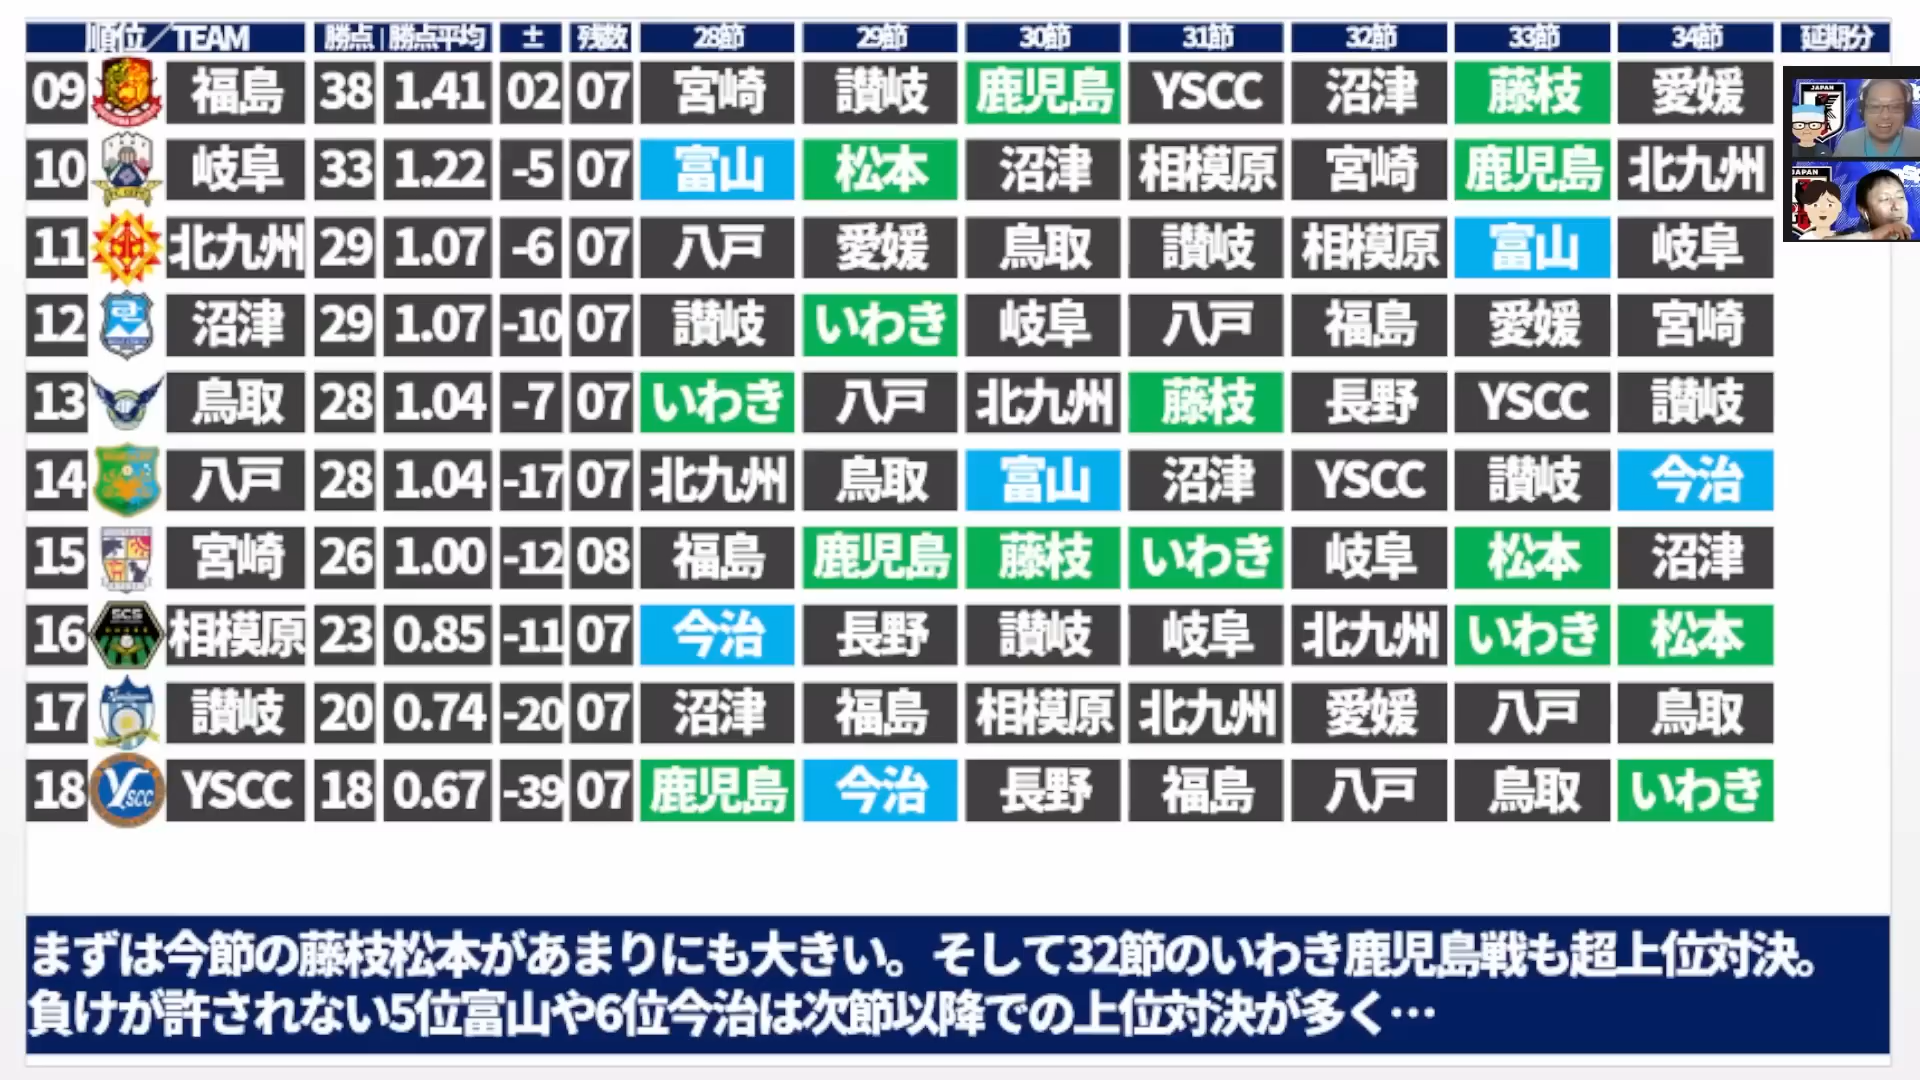 順位／TEAM 勝点 | 勝点平均 ± 残数 28節 29節 30節 31節 32節 33節 34節 延期分
09 福島 38 1.41 02 07 宮崎 讃岐 鹿児島 YSCC 沼津 藤枝 愛媛
10 岐阜 33 1.22 -5 07 富山 松本 沼津 相模原 宮崎 鹿児島 北九州
11 北九州 29 1.07 -6 07 八戸 愛媛 鳥取 讃岐 相模原 富山 岐阜
12 沼津 29 1.07 -10 07 讃岐 いわき 岐阜 八戸 福島 愛媛 宮崎
13 鳥取 28 1.04 -7 07 いわき 八戸 北九州 藤枝 長野 YSCC 讃岐
14 八戸 28 1.04 -17 07 北九州 鳥取 富山 沼津 YSCC 讃岐 今治
15 宮崎 26 1.00 -12 08 福島 鹿児島 藤枝 いわき 岐阜 松本 沼津
16 相模原 23 0.85 -11 07 今治 長野 讃岐 岐阜 北九州 いわき 松本
17 讃岐 20 0.74 -20 07 沼津 福島 相模原 北九州 愛媛 八戸 鳥取
18 YSCC 18 0.67 -39 07 鹿児島 今治 長野 福島 八戸 鳥取 いわき
まずは今節の藤枝松本があまりにも大きい。そして32節のいわき鹿児島戦も超上位対決。
負けが許されない5位富山や6位今治は次節以降での上位対決が多く…
JAPAN
JAPAN
SCS
YSCC